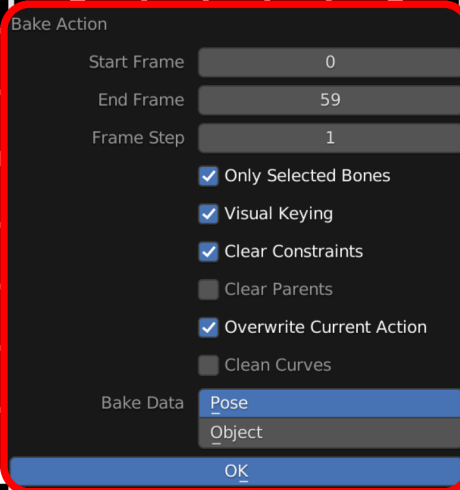 Bake Action
Start Frame 0
End Frame 59
Frame Step 1
Only Selected Bones
Visual Keying
Clear Constraints
Clear Parents
Overwrite Current Action
Clean Curves
Bake Data Pose
Object
OK